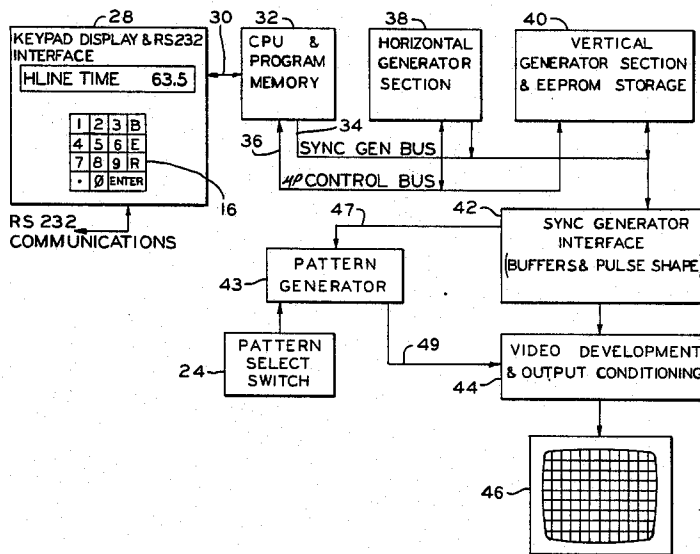 28
KEYPAD DISPLAY & RS232
INTERFACE
HLINE TIME 63.5
1 2 3 B
4 5 6 E
7 8 9 R
· Ø ENTER
16
RS 232
COMMUNICATIONS
30
32
CPU &
PROGRAM
MEMORY
36
34
38
HORIZONTAL
GENERATOR
SECTION
40
VERTICAL
GENERATOR SECTION
& EEPROM STORAGE
SYNC GEN BUS
μP CONTROL BUS
47
42
SYNC GENERATOR
INTERFACE
(BUFFERS & PULSE SHAPE)
43
PATTERN
GENERATOR
24
PATTERN
SELECT
SWITCH
49
44
VIDEO DEVELOPMENT
& OUTPUT CONDITIONING
46